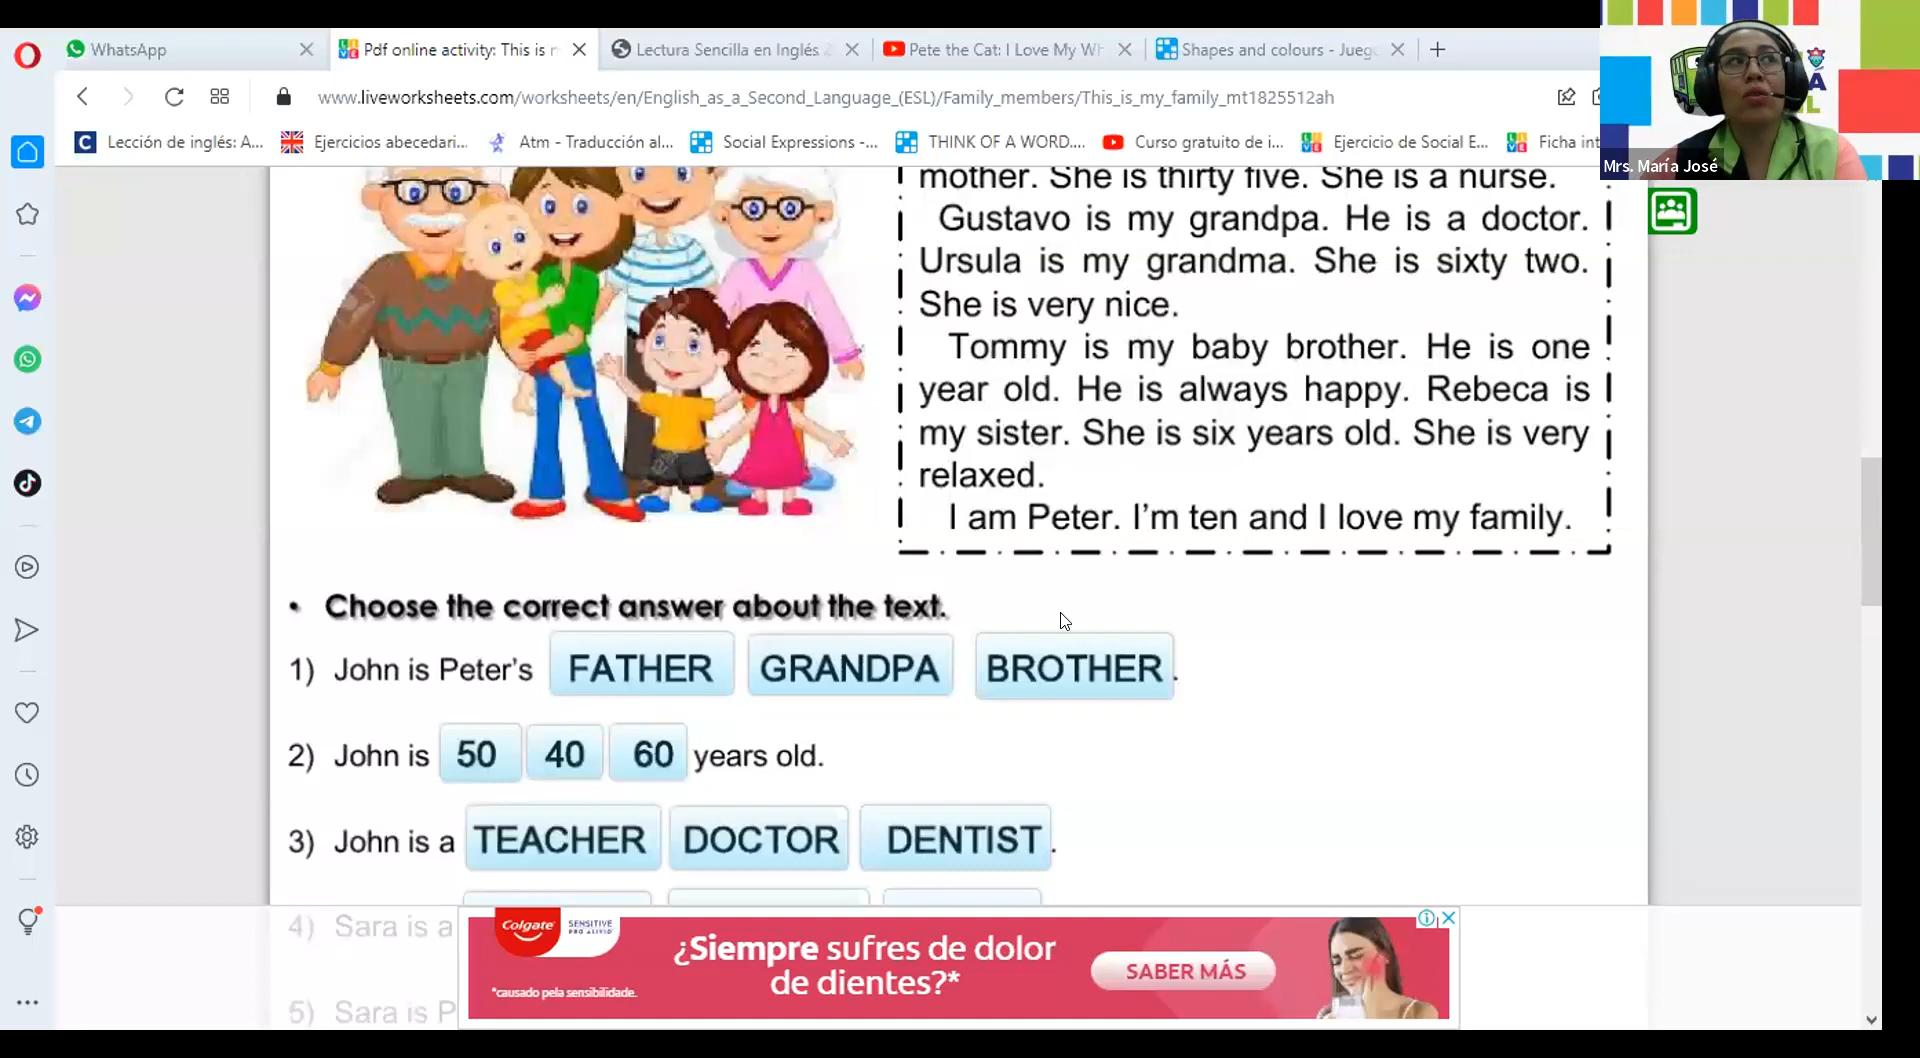 WhatsApp
Pdf online activity: This is
Lectura Sencilla en Inglés
Pete the Cat: I Love My
Shapes and colours - Jueg
www.liveworksheets.com/worksheets/en/English_as_a_Second_Language_(ESL)/Family_members/This_is_my_family_mt1825512ah
Lección de inglés: A...
Ejercicios abecedari...
Atm - Traducción al...
Social Expressions -...
THINK OF A WORD....
Curso gratuito de i...
Ejercicio de Social E...
Ficha int
Mrs. María José
mother. She is thirty five. She is a nurse.
Gustavo is my grandpa. He is a doctor.
Ursula is my grandma. She is sixty two.
She is very nice.
Tommy is my baby brother. He is one
year old. He is always happy. Rebeca is
my sister. She is six years old. She is very
relaxed.
I am Peter. I'm ten and I love my family.
• Choose the correct answer about the text.
1) John is Peter's FATHER GRANDPA BROTHER.
2) John is 50 40 60 years old.
3) John is a TEACHER DOCTOR DENTIST.
4) Sara is a
5) Sara is P
Colgate
SENSITIVE
PRO ALIVIO
¿Siempre sufres de dolor
de dientes?*
*causado pela sensibilidade.
SABER MÁS